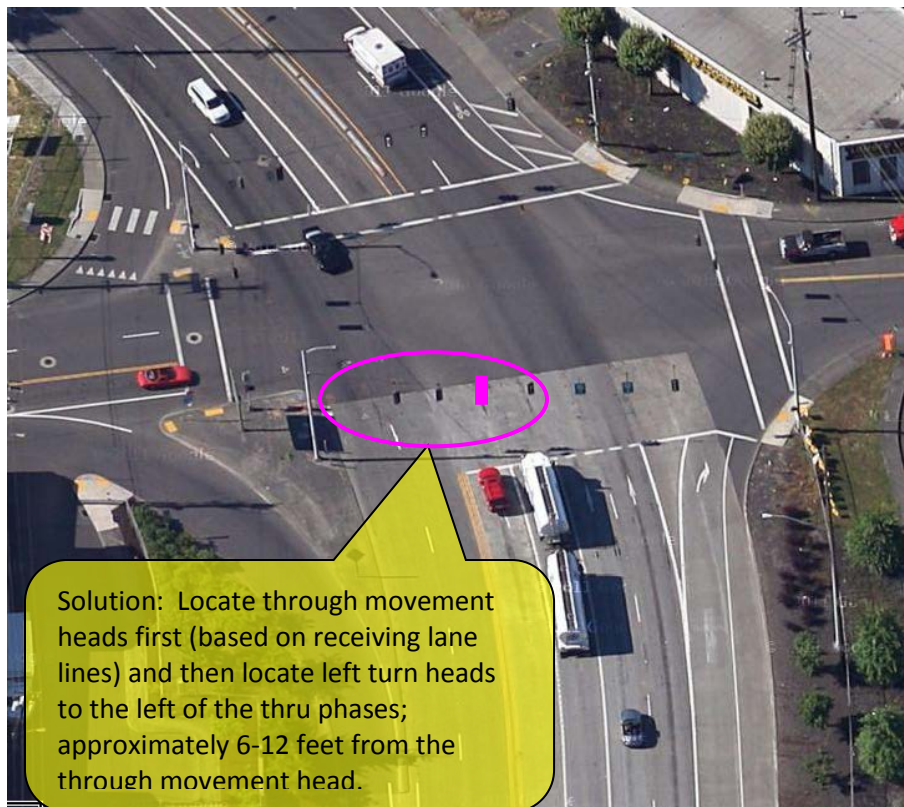 Solution: Locate through movement
heads first (based on receiving lane
lines) and then locate left turn heads
to the left of the thru phases;
approximately 6-12 feet from the
through movement head.